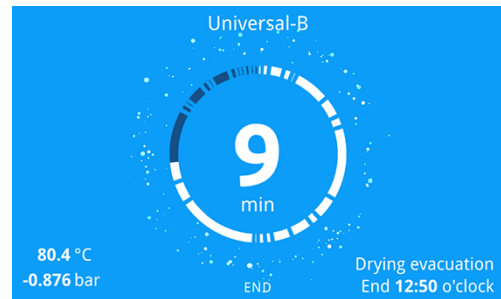 Universal-B
9
min
80.4 °C
-0.876 bar
END
Drying evacuation
End 12:50 o'clock